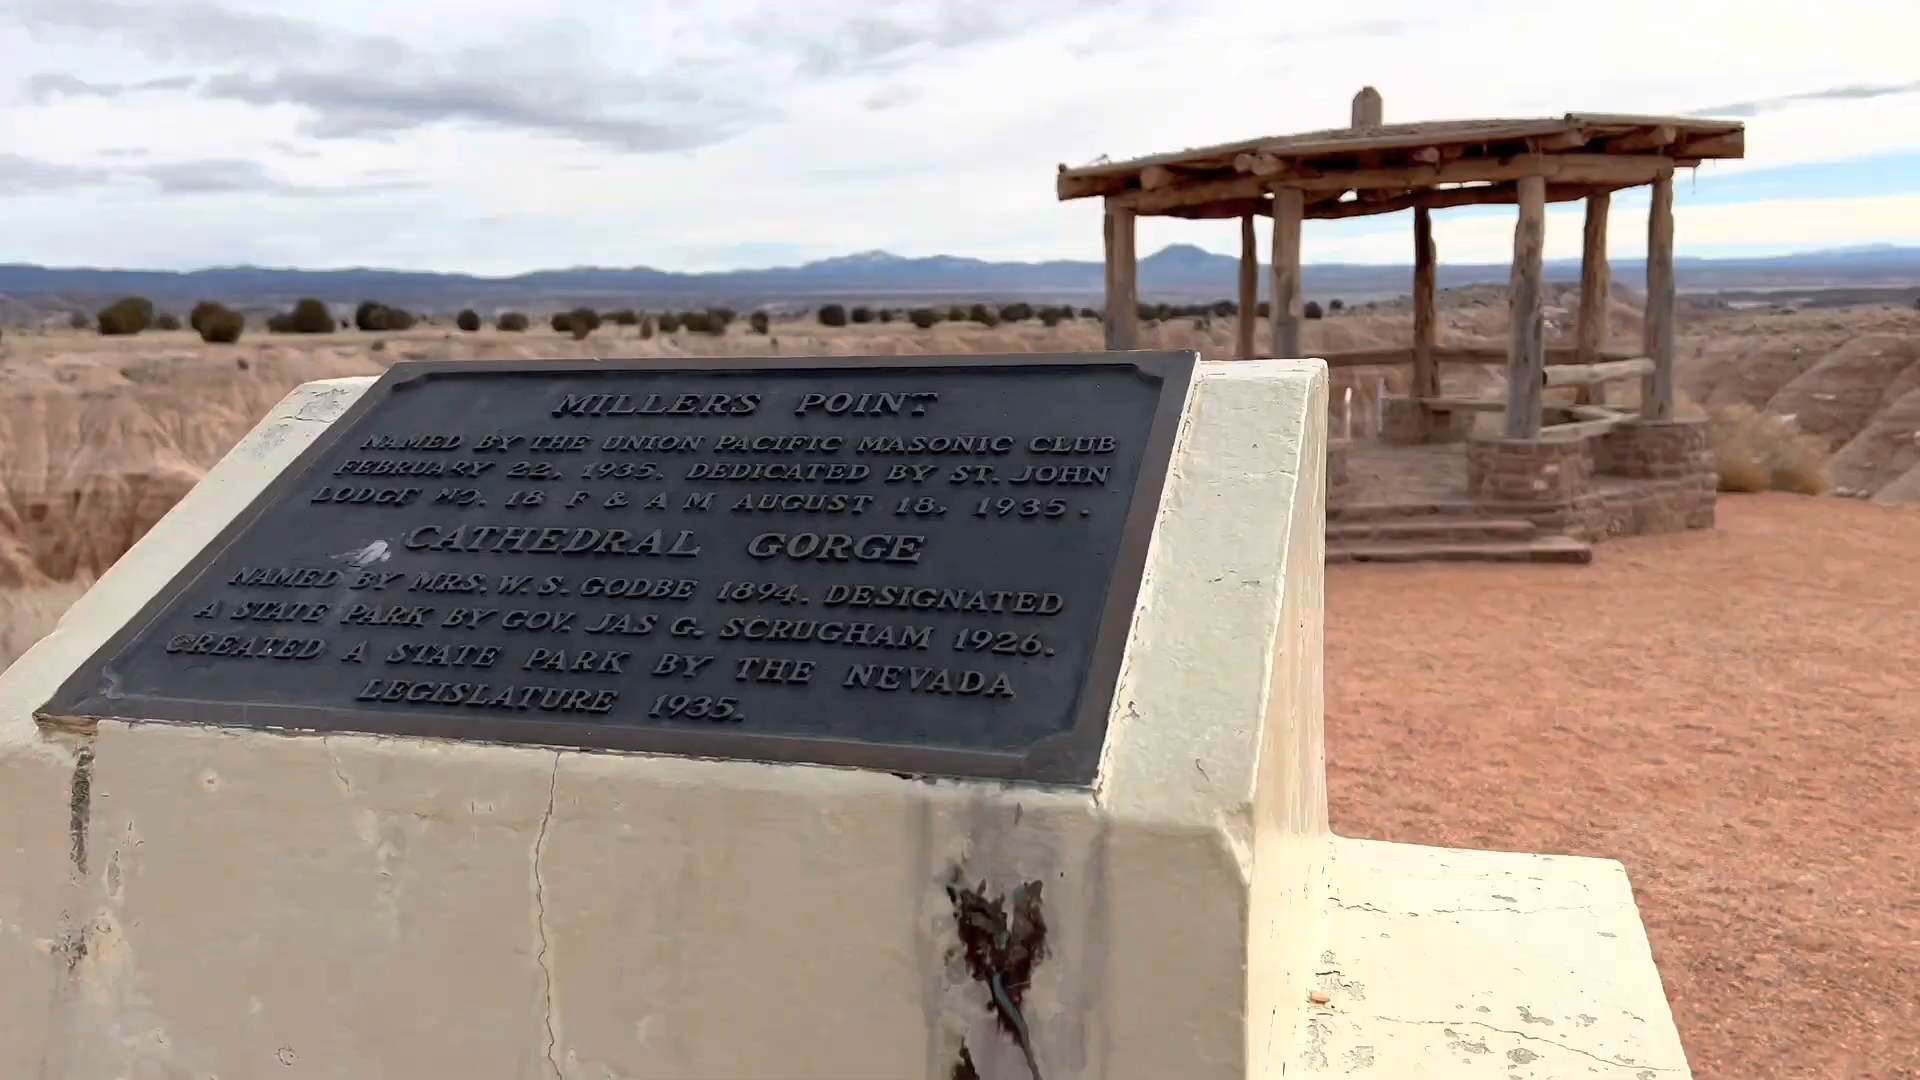 MILLERS POINT
NAMED BY THE UNION PACIFIC MASONIC CLUB
FEBRUARY 22, 1935. DEDICATED BY ST. JOHN
LODGE NO. 18 F & A M AUGUST 18, 1935.
CATHEDRAL GORGE
NAMED BY MRS. W. S. GODBE 1894. DESIGNATED
A STATE PARK BY GOV. JAS G. SCRUGHAM 1926.
CREATED A STATE PARK BY THE NEVADA
LEGISLATURE 1935.